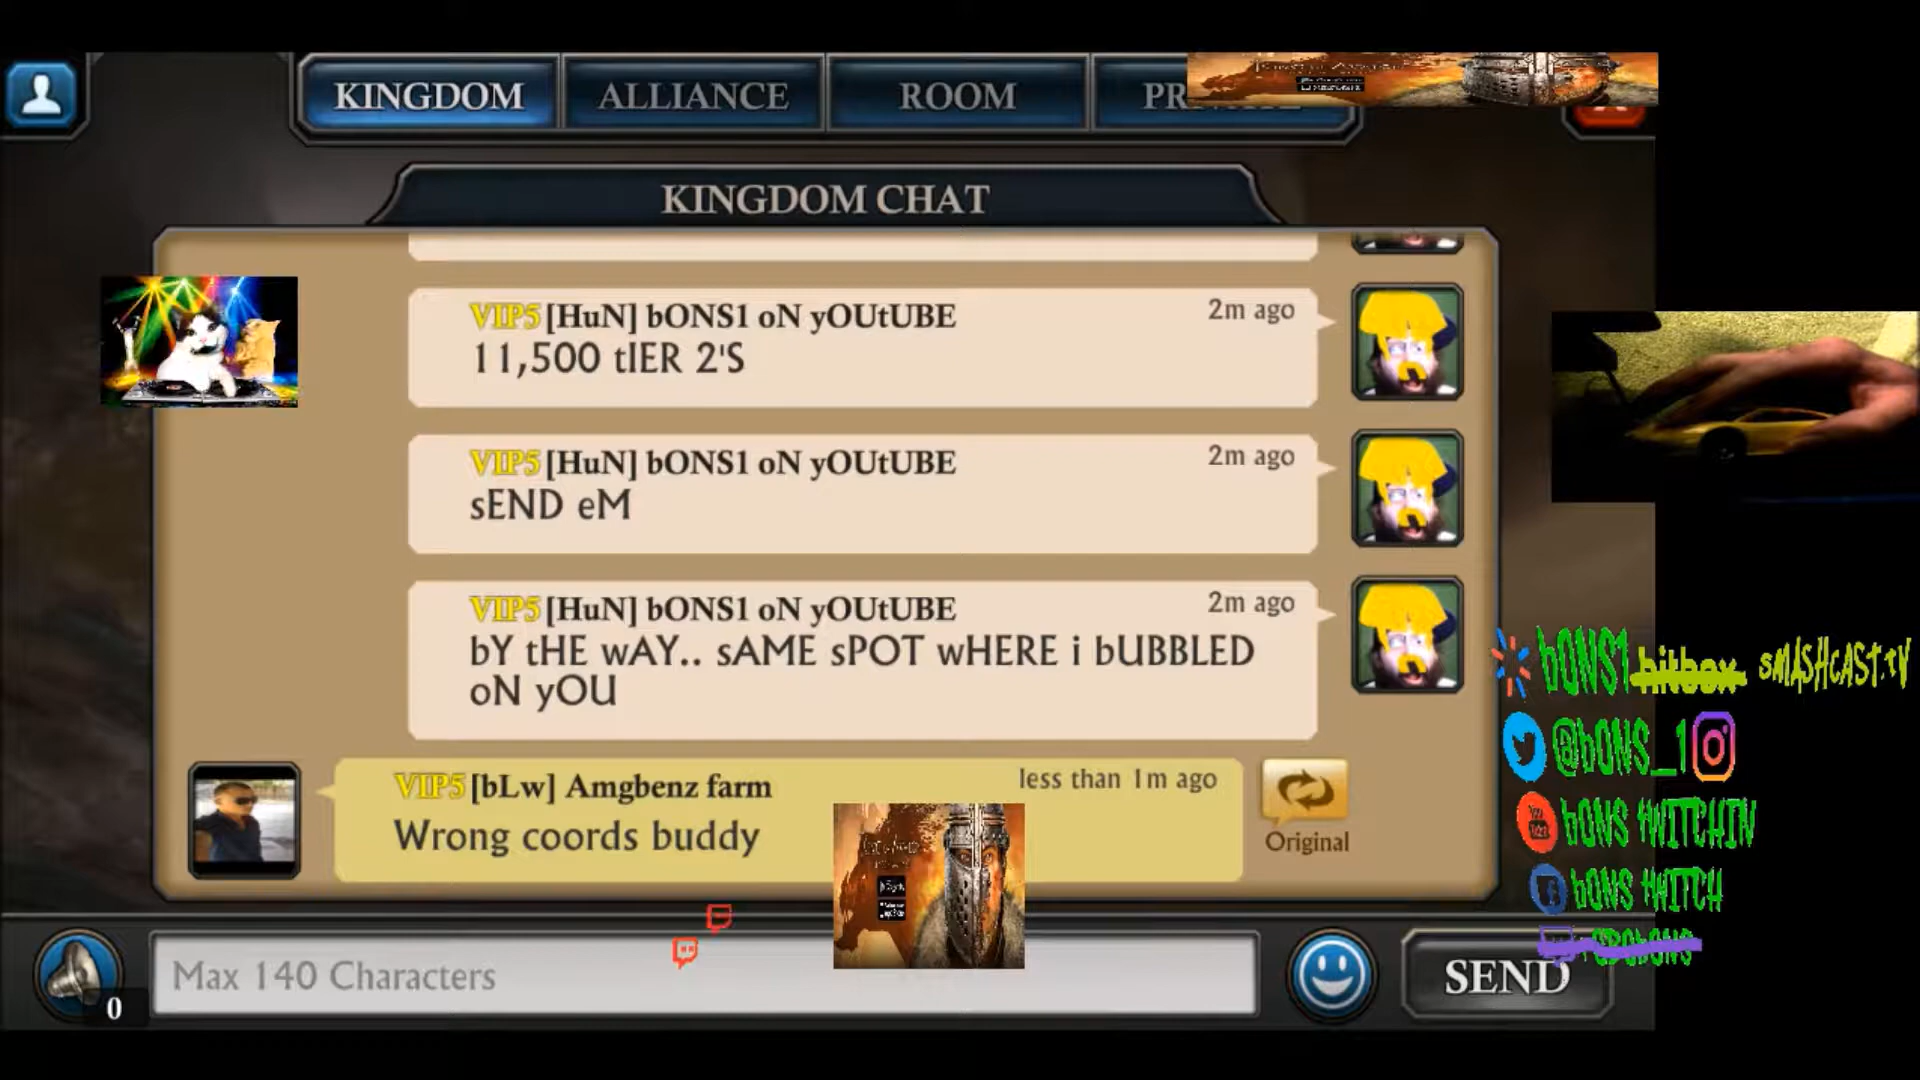 KINGDOM
ALLIANCE
ROOM
KINGDOM CHAT
VIP5 [HuN] bONS1 oN yOUtUBE
2m ago
11,500 tIER 2'S
VIP5 [HuN] bONS1 oN yOUtUBE
2m ago
sEND eM
VIP5 [HuN] bONS1 oN yOUtUBE
2m ago
bY tHE wAY.. sAME sPOT wHERE i bUBBLED
oN yOU
VIP5 [bLw] Amgbenz farm
less than 1m ago
Wrong coords buddy
Original
bONS1 hitbox SMASHCAST.TV
@bONS_1
bONS tWITCHIN
bONS tWITCH
0
Max 140 Characters
SEND